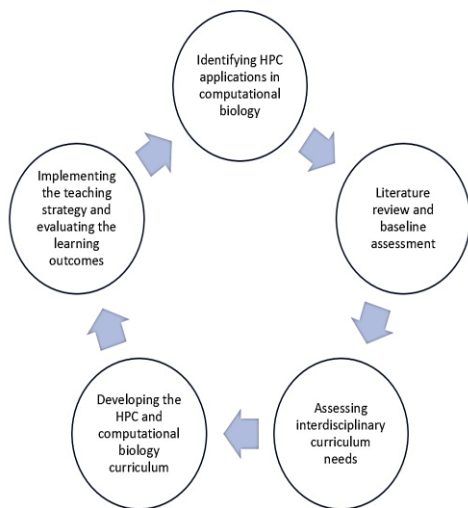 Identifying HPC
applications in
computational
biology
Literature
review and
baseline
assessment
Assessing
interdisciplinary
curriculum
needs
Developing the
HPC and
computational
biology
curriculum
Implementing
the teaching
strategy and
evaluating the
learning
outcomes